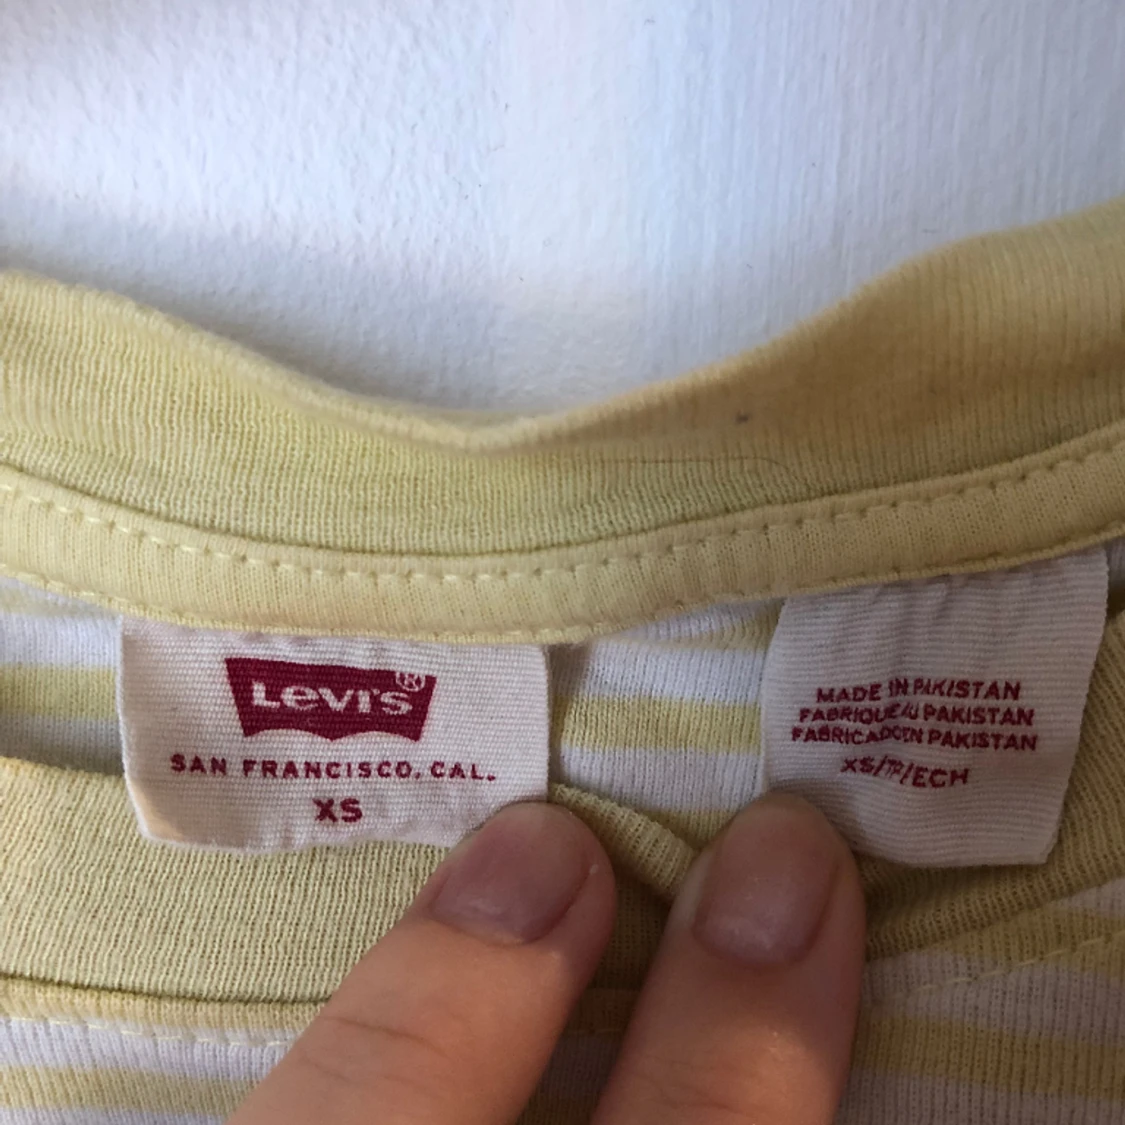 Levi's®
SAN FRANCISCO, CAL.
XS
MADE IN PAKISTAN
FABRIQUE AU PAKISTAN
FABRICADO EN PAKISTAN
XS/TP/ECH